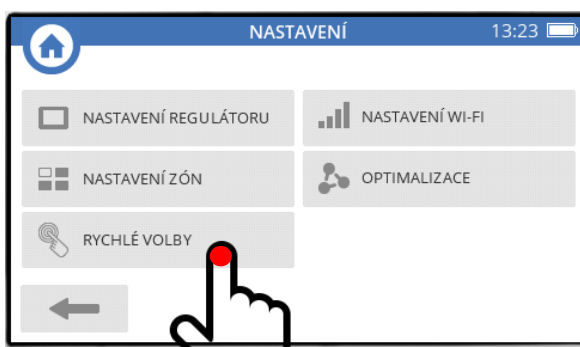 NASTAVENÍ 13:23
NASTAVENÍ REGULÁTORU
NASTAVENÍ WI-FI
NASTAVENÍ ZÓN
OPTIMALIZACE
RYCHLÉ VOLBY